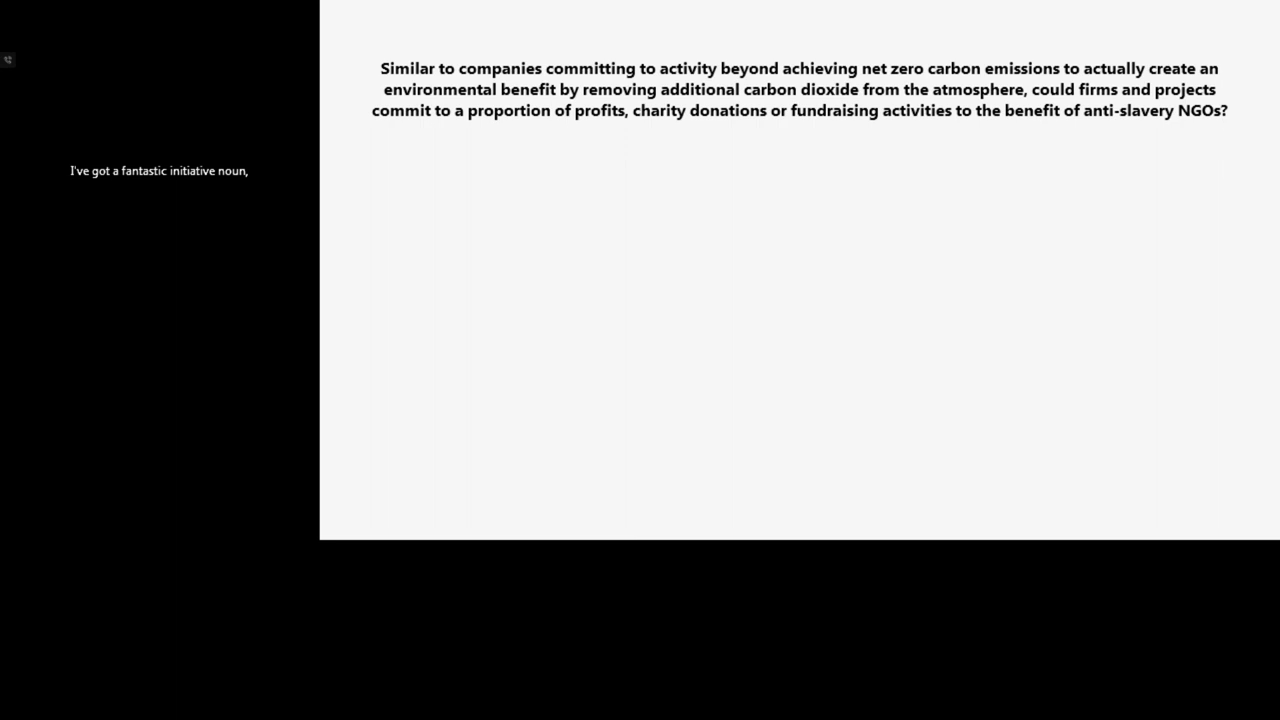 Similar to companies committing to activity beyond achieving net zero carbon emissions to actually create an
environmental benefit by removing additional carbon dioxide from the atmosphere, could firms and projects
commit to a proportion of profits, charity donations or fundraising activities to the benefit of anti-slavery NGOs?
I've got a fantastic initiative noun,